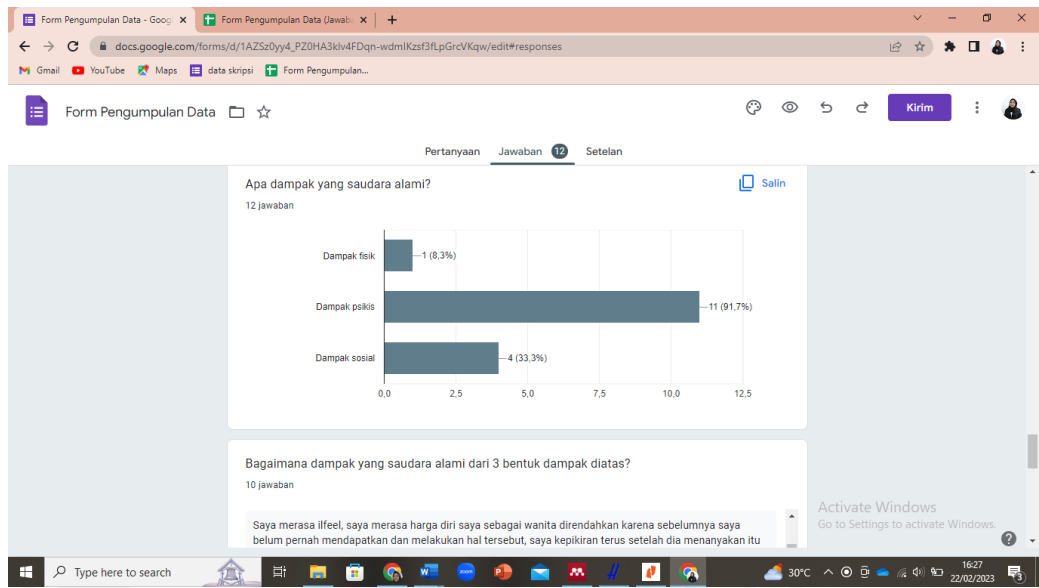 Form Pengumpulan Data - Goog
Form Pengumpulan Data (Jawab
docs.google.com/forms/d/1AZSz0yy4_PZ0HA3klv4FDqn-wdmIKzsf3fLpGrcVKqw/edit#responses
Gmail YouTube Maps data skripsi Form Pengumpulan...
Form Pengumpulan Data
Kirim
Pertanyaan Jawaban 12 Setelan
Apa dampak yang saudara alami?
Salin
12 jawaban
Dampak fisik 1 (8,3%)
Dampak psikis 11 (91,7%)
Dampak sosial 4 (33,3%)
0,0 2,5 5,0 7,5 10,0 12,5
Bagaimana dampak yang saudara alami dari 3 bentuk dampak diatas?
10 jawaban
Saya merasa ilfeel, saya merasa harga diri saya sebagai wanita direndahkan karena sebelumnya saya
belum pernah mendapatkan dan melakukan hal tersebut, saya kepikiran terus setelah dia menanyakan itu
Activate Windows
Go to Settings to activate Windows.
Type here to search
zoom
30°C
16:27
22/02/2023
3